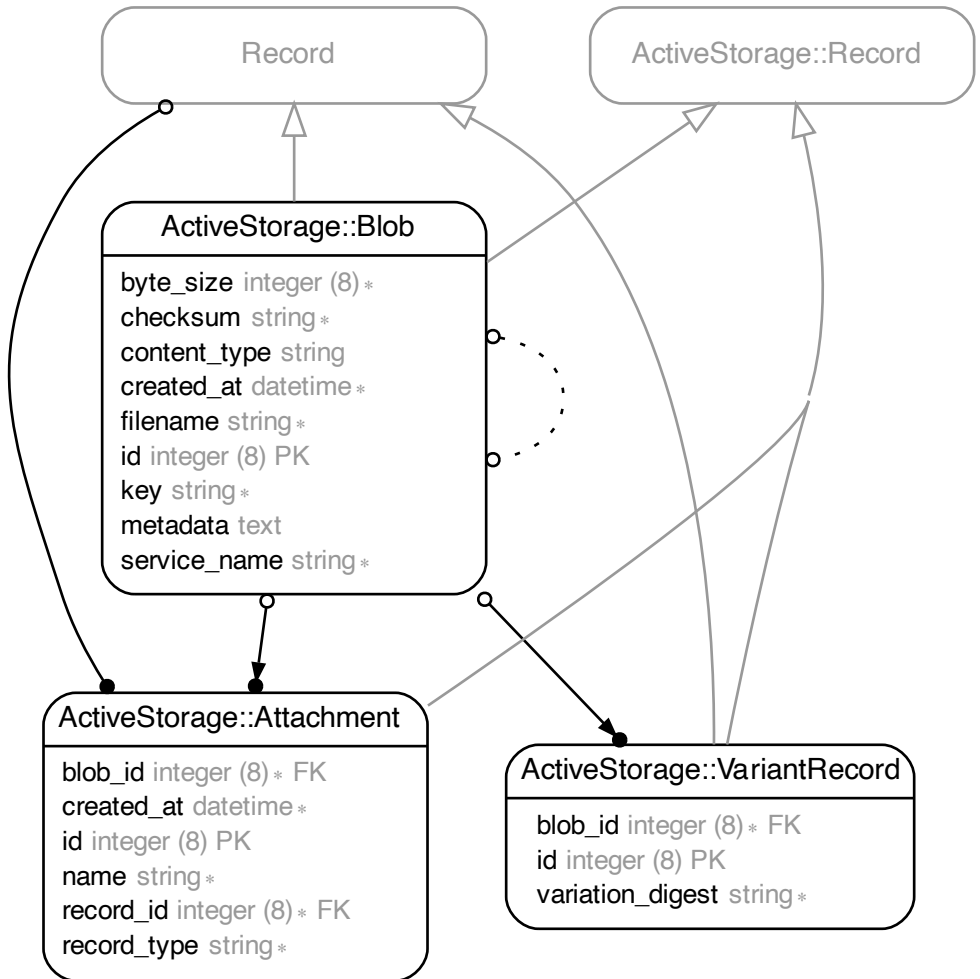 Record
ActiveStorage::Record
ActiveStorage::Blob
byte_size integer (8) *
checksum string *
content_type string
created_at datetime *
filename string *
id integer (8) PK
key string *
metadata text
service_name string *
ActiveStorage::Attachment
blob_id integer (8) * FK
created_at datetime *
id integer (8) PK
name string *
record_id integer (8) * FK
record_type string *
ActiveStorage::VariantRecord
blob_id integer (8) * FK
id integer (8) PK
variation_digest string *